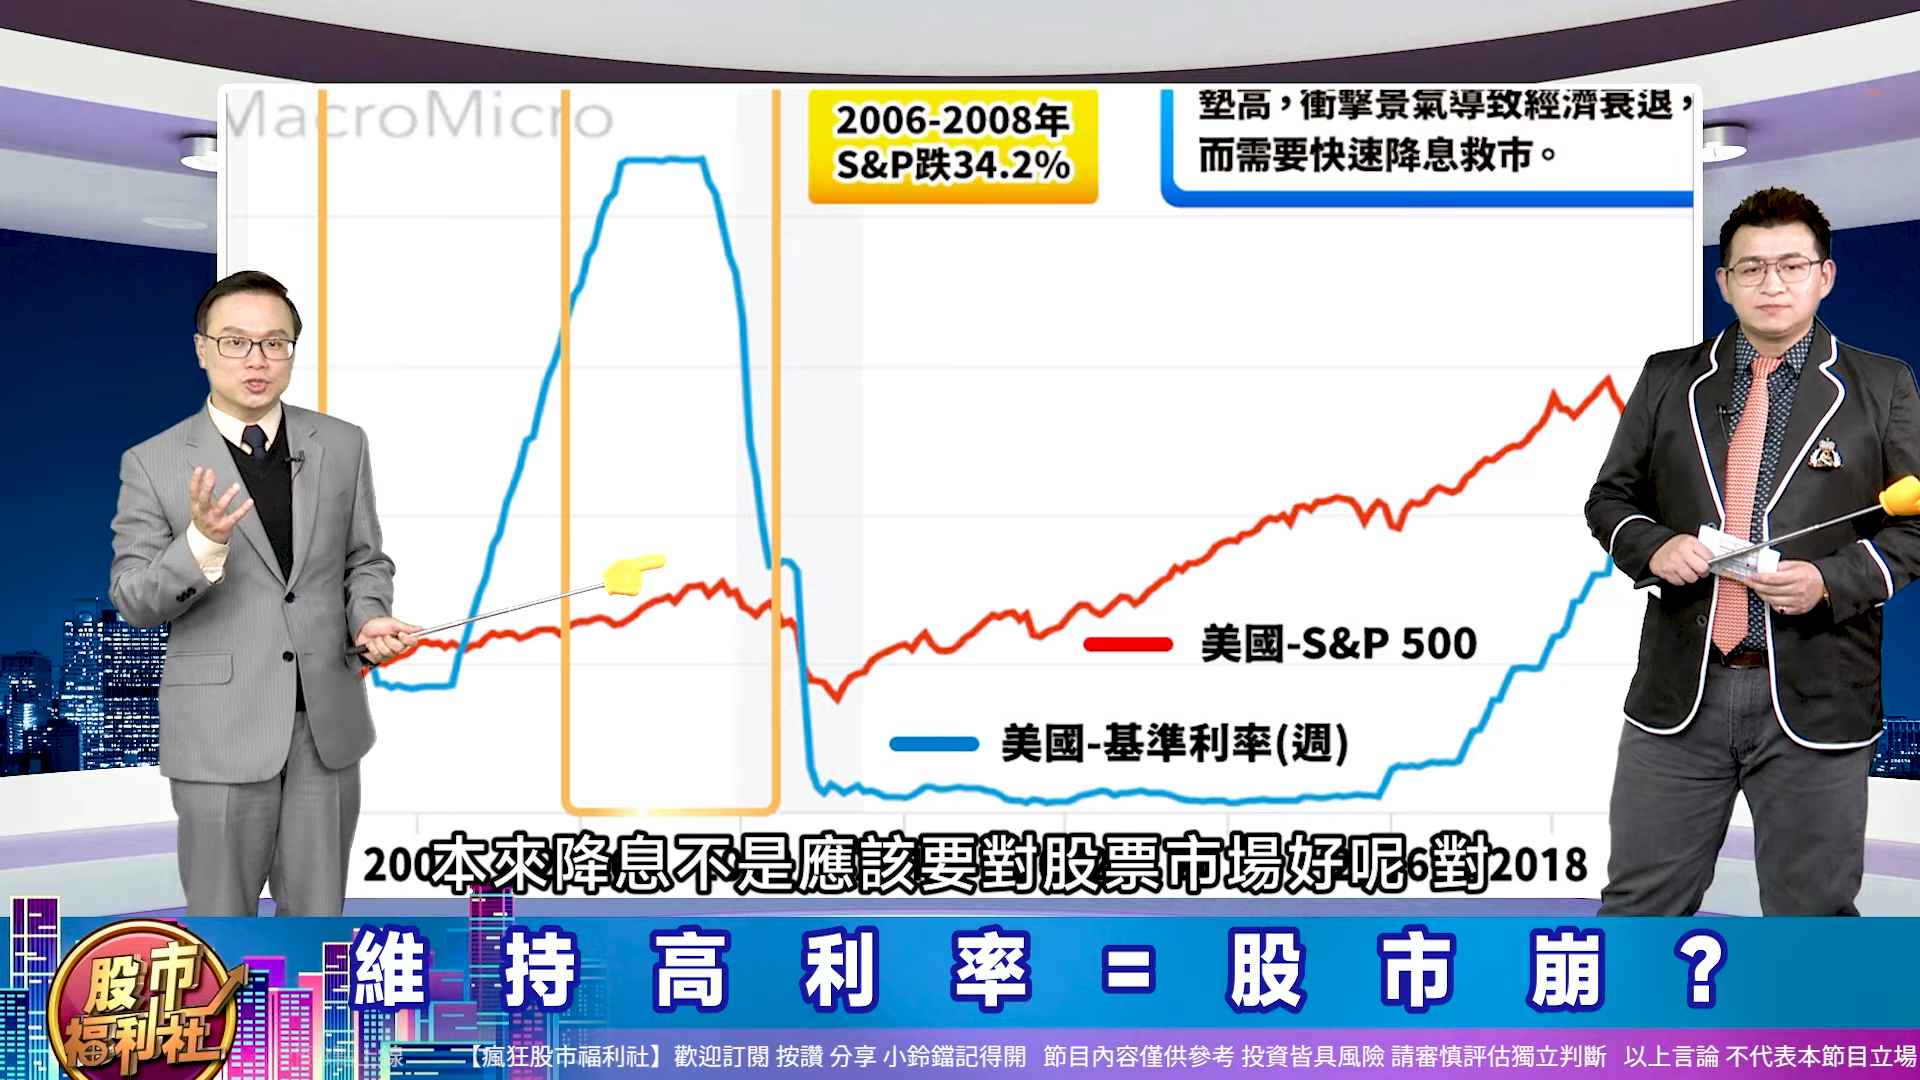 MacroMicro
2006-2008年
S&P跌34.2%
墊高，衝擊景氣導致經濟衰退，
而需要快速降息救市。
美國-S&P 500
美國-基準利率(週)
2018
本來降息不是應該要對股票市場好呢 對
維持高利率=股市崩?
股市
福利社
【瘋狂股市福利社】歡迎訂閱 按讚 分享 小鈴鐺記得開 節目內容僅供參考 投資皆具風險 請審慎評估獨立判斷 以上言論 不代表本節目立場